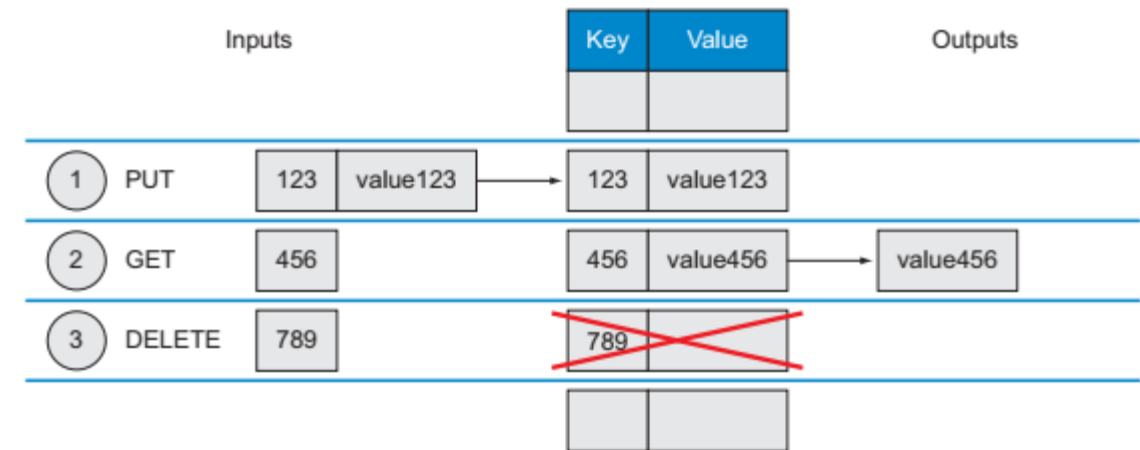 Inputs Key Value Outputs
1 PUT 123 value123 123 value123
2 GET 456 456 value456 value456
3 DELETE 789 789